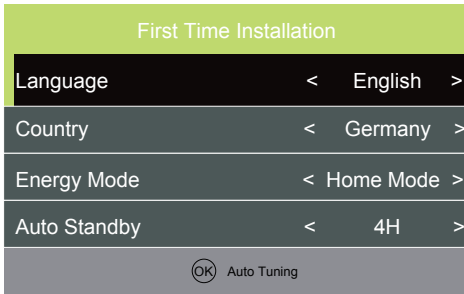 First Time Installation
Language < English >
Country < Germany >
Energy Mode < Home Mode >
Auto Standby < 4H >
OK Auto Tuning